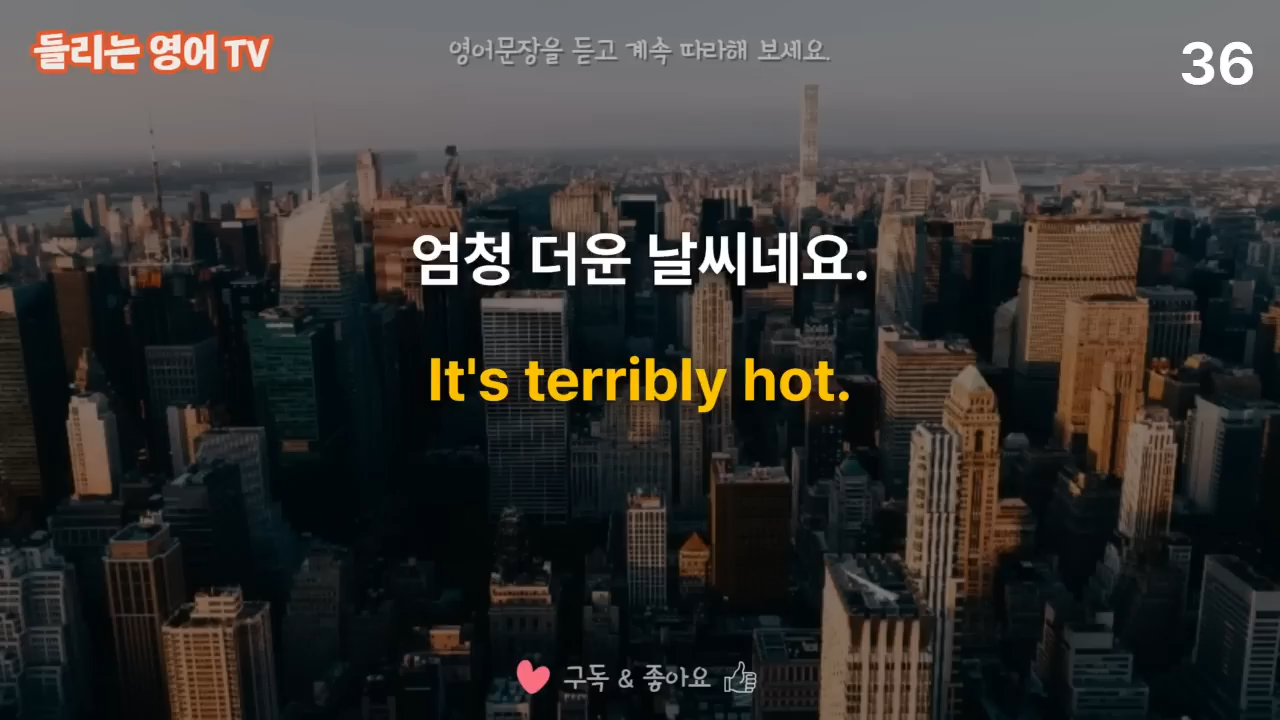 들리는 영어 TV
영어문장을 듣고 계속 따라해 보세요.
36
엄청 더운 날씨네요.
It's terribly hot.
구독 & 좋아요